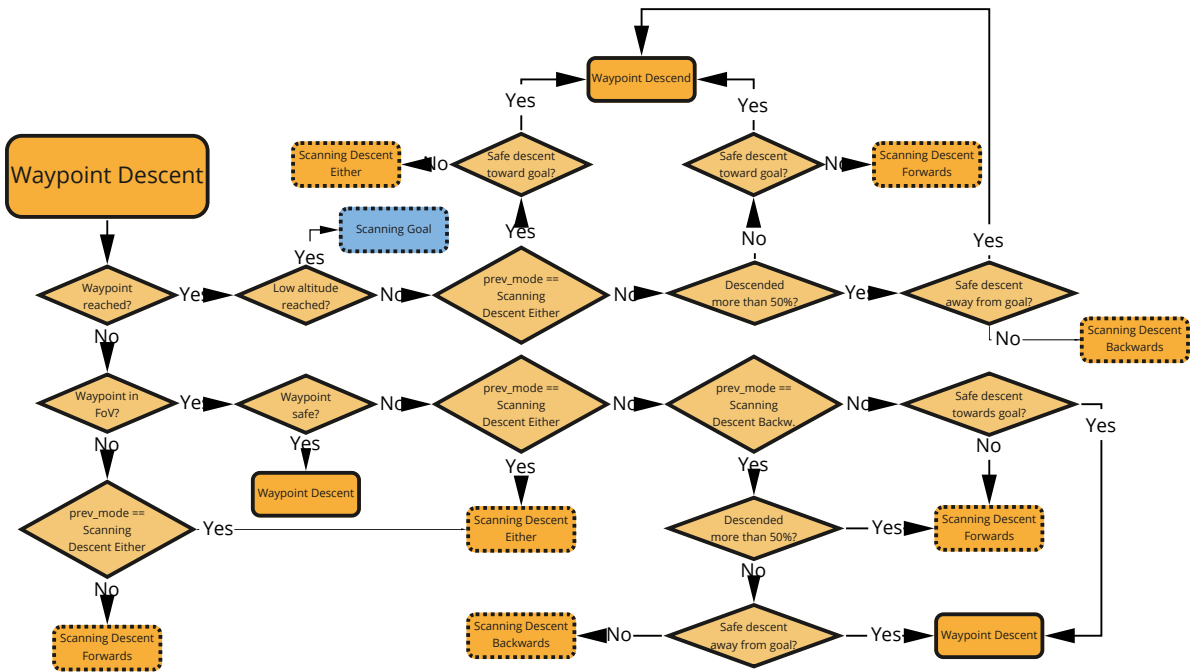 Waypoint Descend
Yes
Yes
Waypoint Descent
Scanning Descent
Either
No
Safe descent
toward goal?
Safe descent
toward goal?
No
Scanning Descent
Forwards
Scanning Goal
Yes
Yes
No
Yes
Waypoint
reached?
Yes
Low altitude
reached?
No
prev_mode ==
Scanning
Descent Either
No
Descended
more than 50%?
Yes
Safe descent
away from goal?
No
No
Scanning Descent
Backwards
Waypoint in
FoV?
Yes
Waypoint
safe?
No
prev_mode ==
Scanning
Descent Either
No
prev_mode ==
Scanning
Descent Backw.
No
Safe descent
towards goal?
Yes
No
Yes
Yes
Yes
No
Waypoint Descent
prev_mode ==
Scanning
Descent Either
Yes
Scanning Descent
Either
Descended
more than 50%?
Yes
Scanning Descent
Forwards
No
No
Scanning Descent
Forwards
Scanning Descent
Backwards
No
Safe descent
away from goal?
Yes
Waypoint Descent